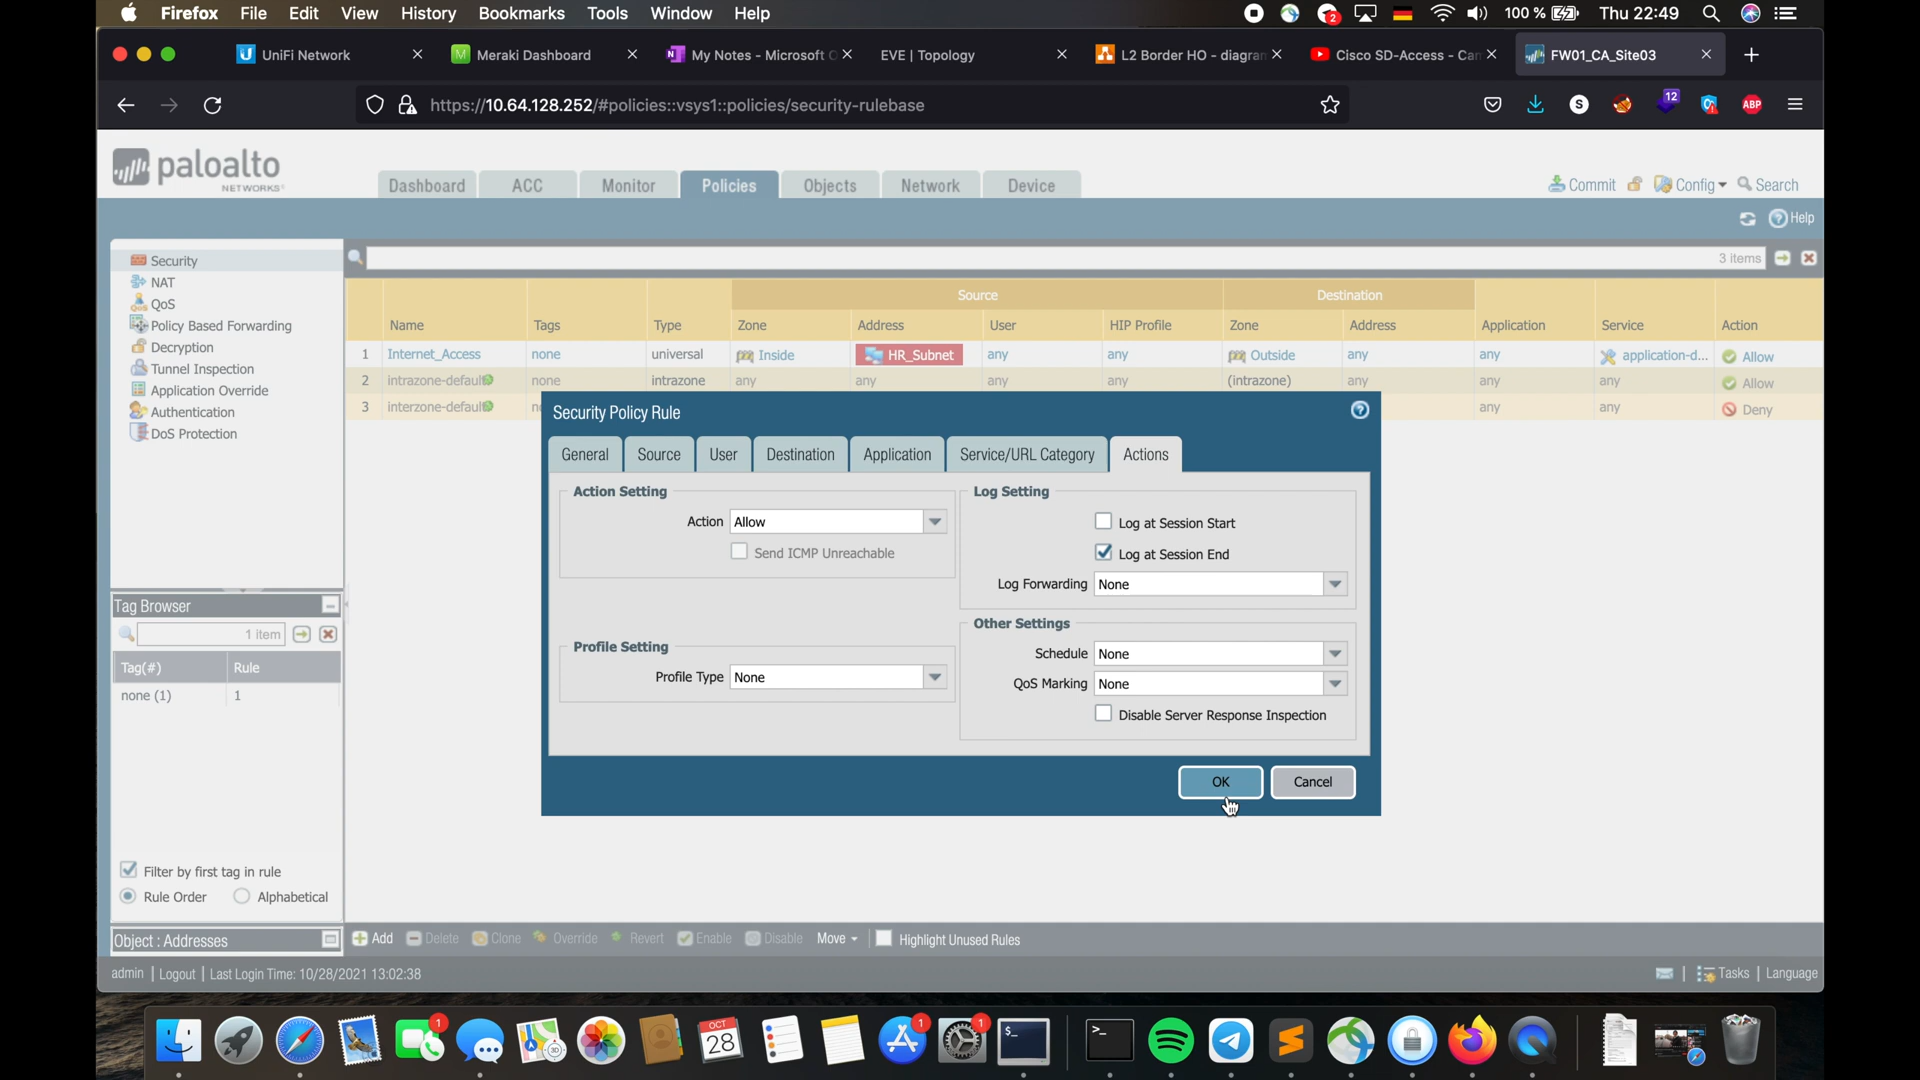 Firefox File Edit View History Bookmarks Tools Window Help 2 100 % Thu 22:49
UniFi Network Meraki Dashboard My Notes - Microsoft O EVE | Topology L2 Border HO - diagram Cisco SD-Access - Cam FW01_CA_Site03
https://10.64.128.252/#policies::vsys1::policies/security-rulebase S 12 ABP
paloalto
NETWORKS
Dashboard ACC Monitor Policies Objects Network Device Commit Config Search
Help
Security
NAT
QoS
Policy Based Forwarding
Decryption
Tunnel Inspection
Application Override
Authentication
DoS Protection
3 items
Source Destination
Name Tags Type Zone Address User HIP Profile Zone Address Application Service Action
1 Internet_Access none universal Inside HR_Subnet any any Outside any any application-d... Allow
2 intrazone-default none intrazone any any any any (intrazone) any any any Allow
3 interzone-default any any Deny
Security Policy Rule
General Source User Destination Application Service/URL Category Actions
Action Setting
Action Allow
Send ICMP Unreachable
Profile Setting
Profile Type None
Log Setting
Log at Session Start
Log at Session End
Log Forwarding None
Other Settings
Schedule None
QoS Marking None
Disable Server Response Inspection
OK Cancel
Tag Browser
1 item
Tag(#) Rule
none (1) 1
Filter by first tag in rule
Rule Order Alphabetical
Object : Addresses
Add Delete Clone Override Revert Enable Disable Move Highlight Unused Rules
admin | Logout | Last Login Time: 10/28/2021 13:02:38 | Tasks | Language
1 OCT 28 1 1